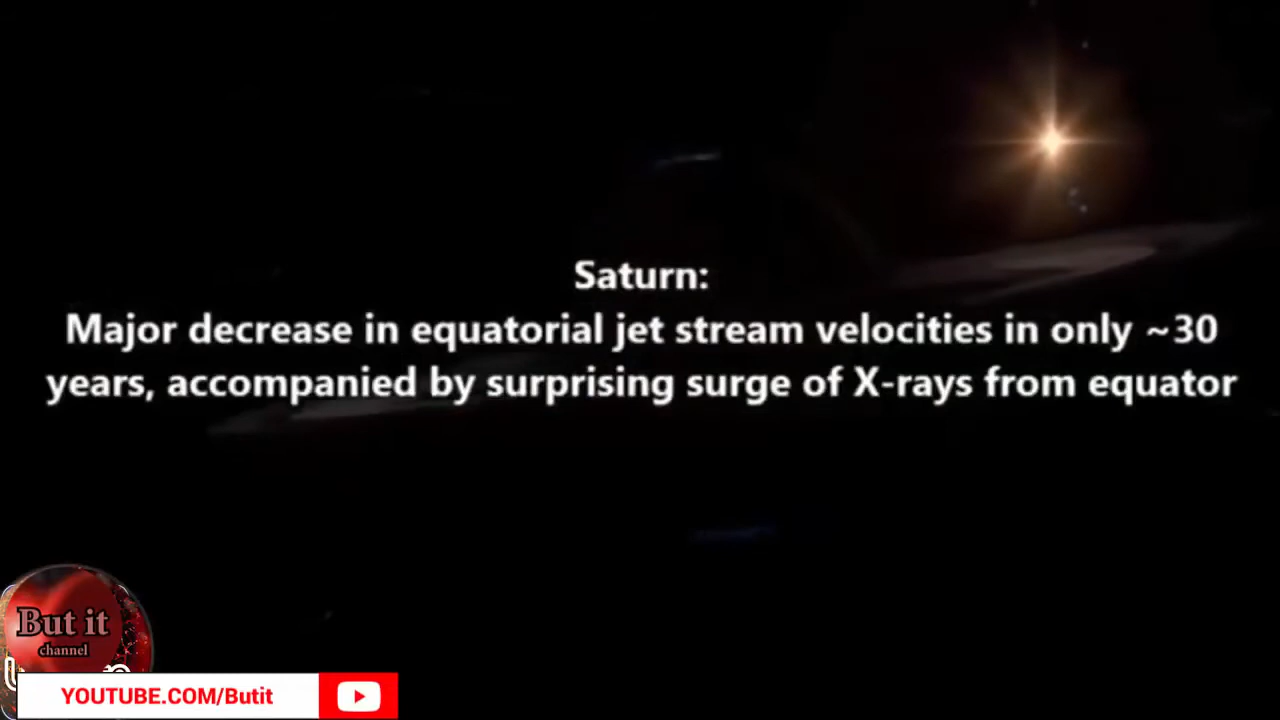 Saturn:
Major decrease in equatorial jet stream velocities in only ~30
years, accompanied by surprising surge of X-rays from equator
But it
channel
YOUTUBE.COM/Butit